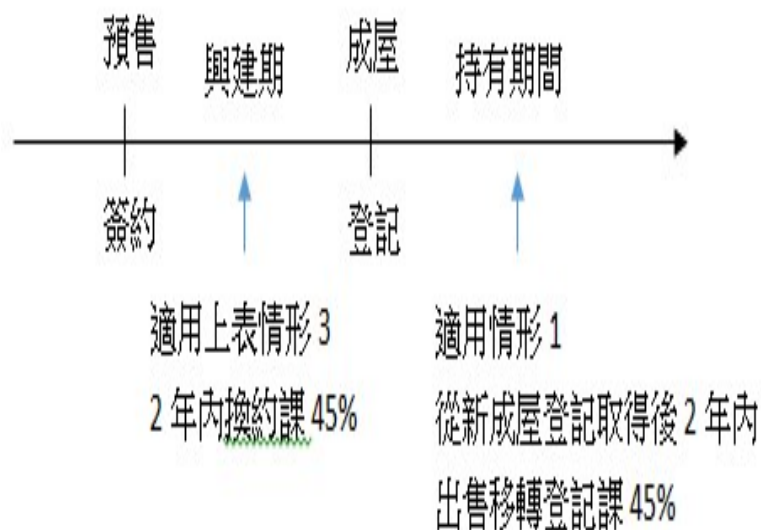 預售
興建期
成屋
持有期間
簽約
登記
適用上表情形 3
2 年內換約課 45%
適用情形 1
從新成屋登記取得後 2 年內
出售移轉登記課 45%